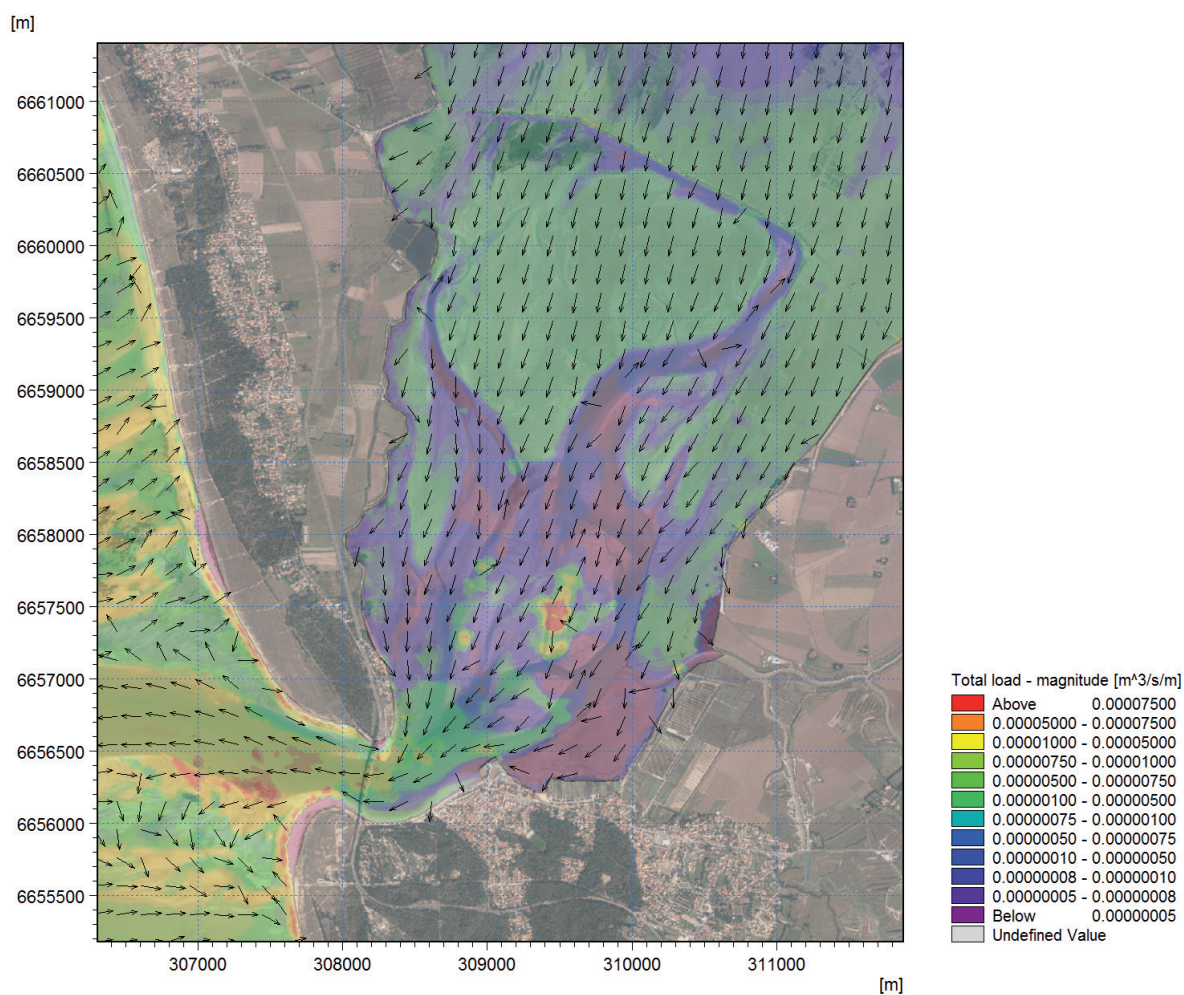 [m]
6661000
6660500
6660000
6659500
6659000
6658500
6658000
6657500
6657000
6656500
6656000
6655500
307000 308000 309000 310000 311000
[m]
Total load - magnitude [m^3/s/m]
Above 0.00007500
0.00005000 - 0.00007500
0.00001000 - 0.00005000
0.00000750 - 0.00001000
0.00000500 - 0.00000750
0.00000100 - 0.00000500
0.00000075 - 0.00000100
0.00000050 - 0.00000075
0.00000010 - 0.00000050
0.00000008 - 0.00000010
0.00000005 - 0.00000008
Below 0.00000005
Undefined Value